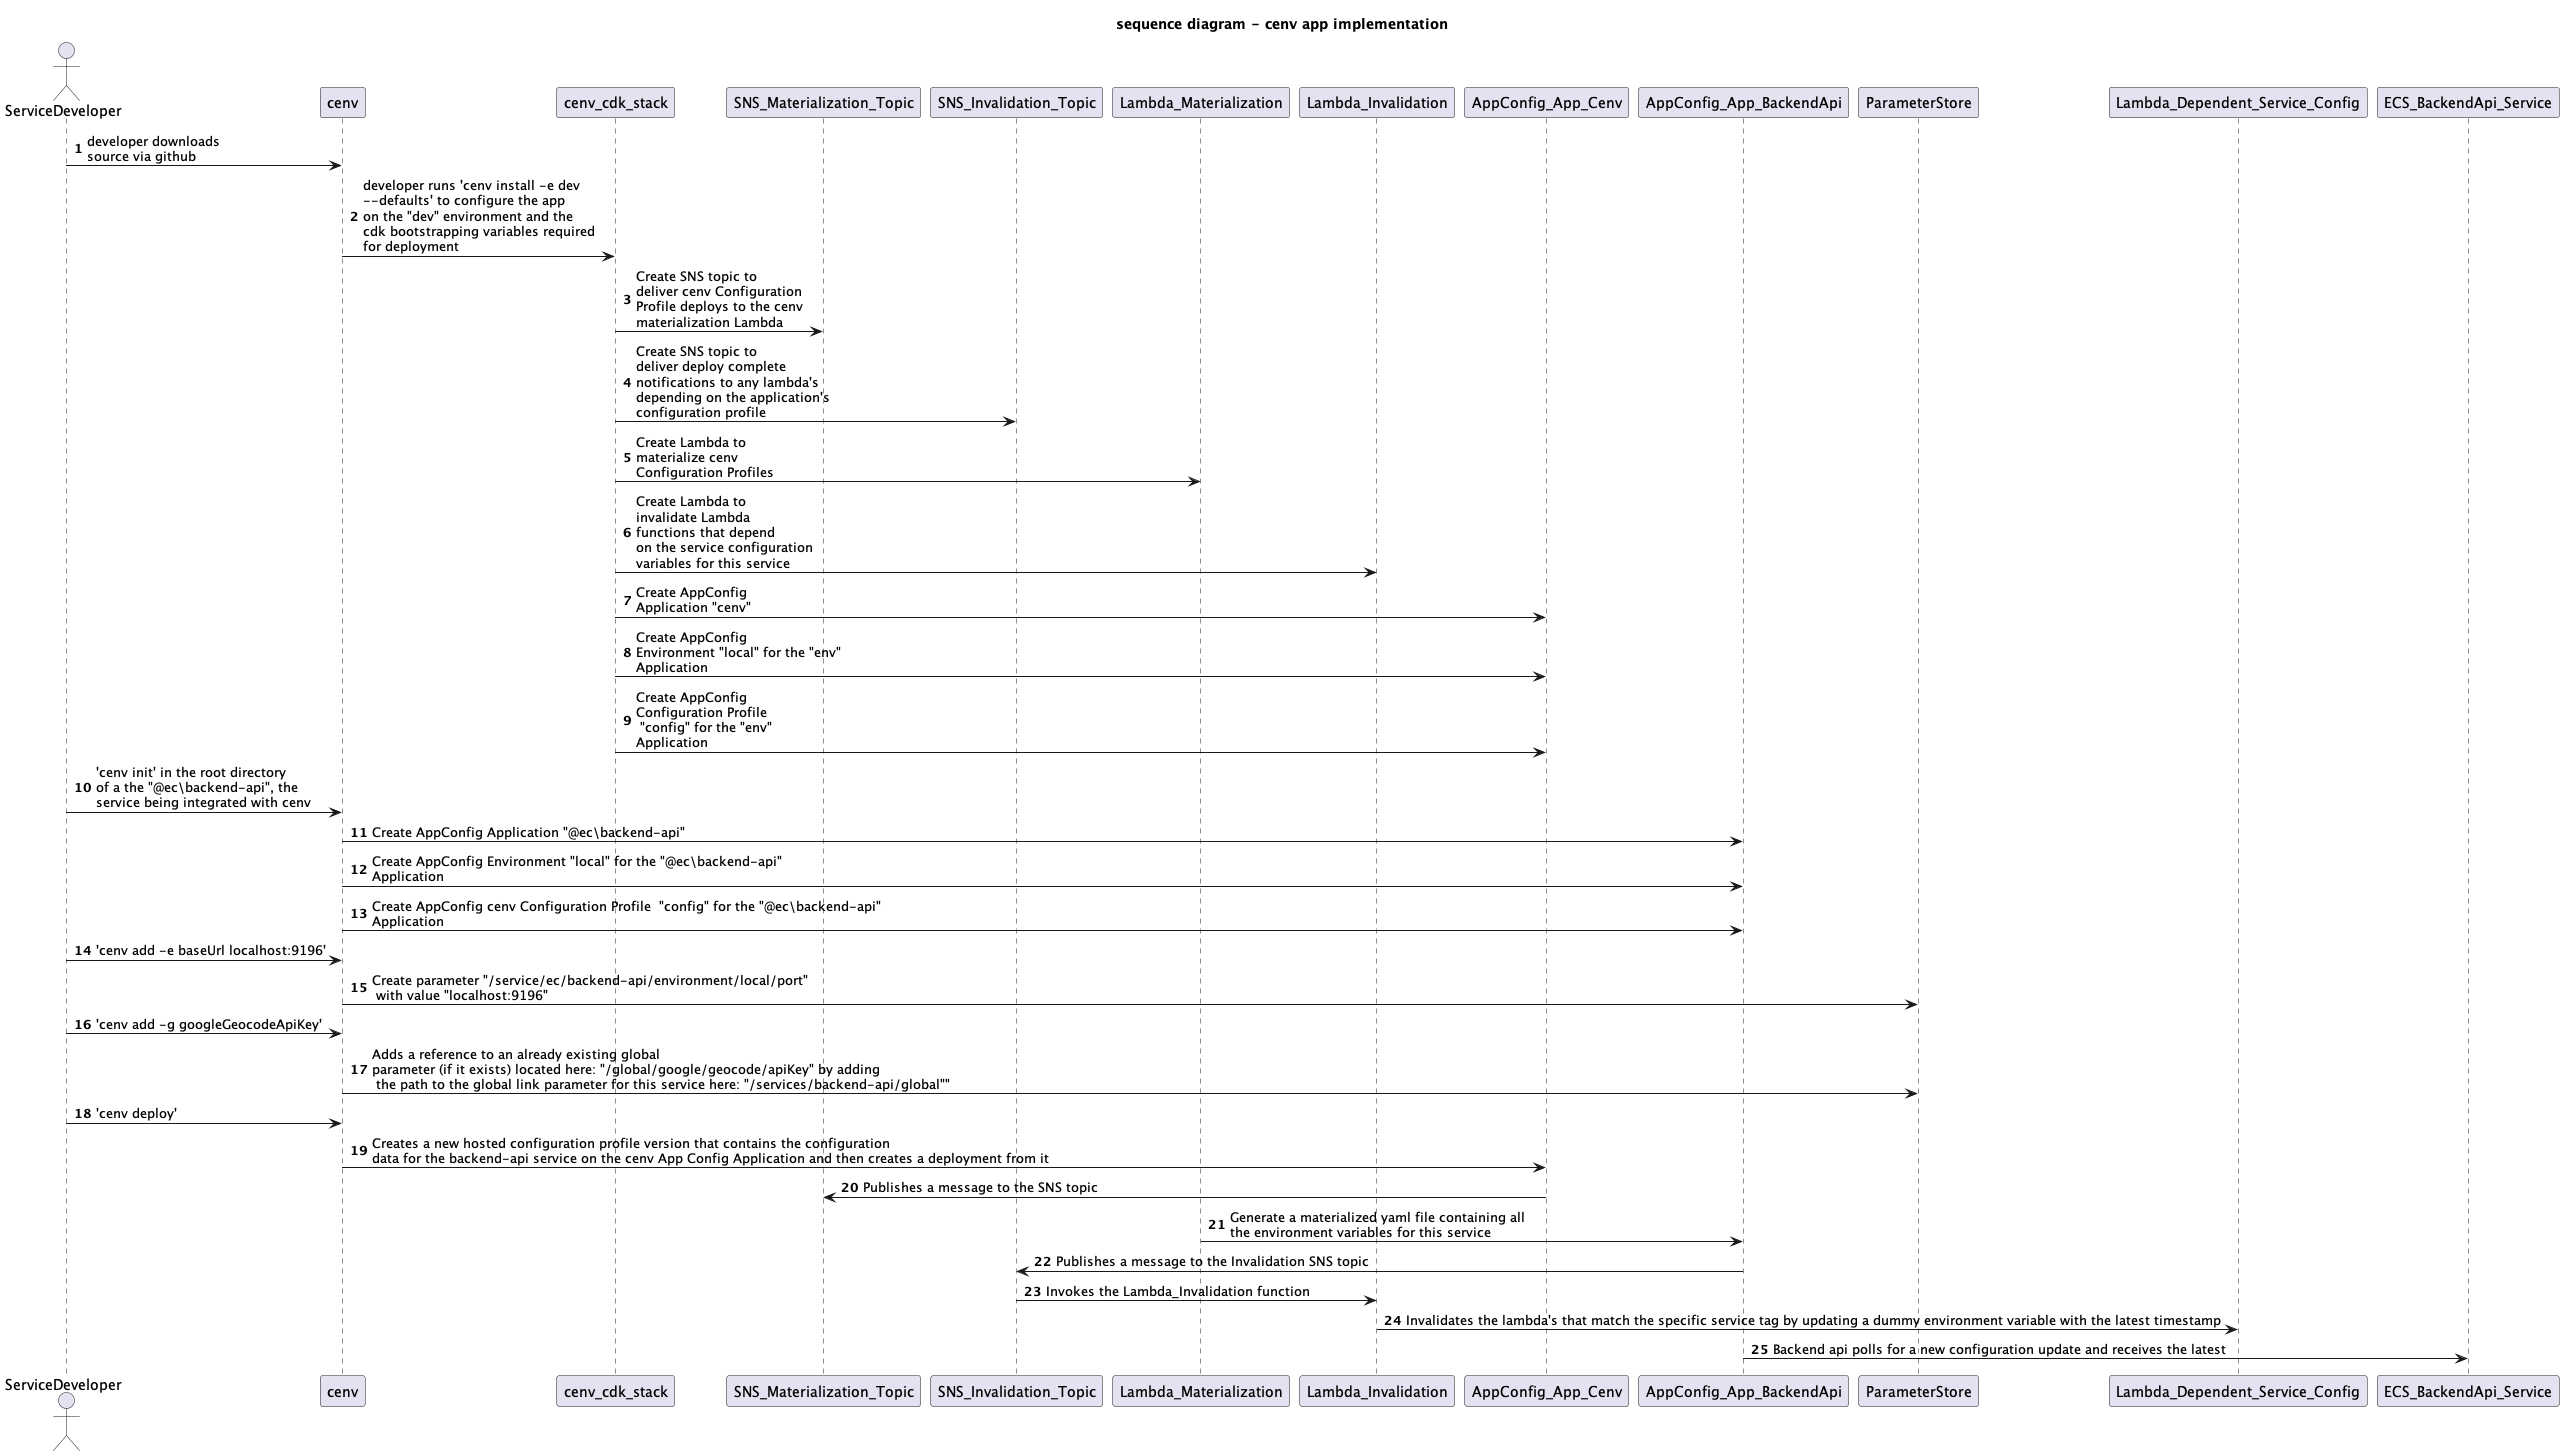 sequence diagram - cenv app implementation
ServiceDeveloper
cenv
cenv_cdk_stack
SNS_Materialization_Topic
SNS_Invalidation_Topic
Lambda_Materialization
Lambda_Invalidation
AppConfig_App_Cenv
AppConfig_App_BackendApi
ParameterStore
Lambda_Dependent_Service_Config
ECS_BackendApi_Service
1 developer downloads
source via github
developer runs 'cenv install -e dev
--defaults' to configure the app
2 on the "dev" environment and the
cdk bootstrapping variables required
for deployment
Create SNS topic to
deliver cenv Configuration
3 Profile deploys to the cenv
materialization Lambda
Create SNS topic to
deliver deploy complete
4 notifications to any lambda's
depending on the application's
configuration profile
Create Lambda to
5 materialize cenv
Configuration Profiles
Create Lambda to
invalidate Lambda
6 functions that depend
on the service configuration
variables for this service
7 Create AppConfig
Application "cenv"
Create AppConfig
8 Environment "local" for the "env"
Application
Create AppConfig
Configuration Profile
9 "config" for the "env"
Application
'cenv init' in the root directory
10 of a the "@ec\backend-api", the
service being integrated with cenv
11 Create AppConfig Application "@ec\backend-api"
12 Create AppConfig Environment "local" for the "@ec\backend-api"
Application
13 Create AppConfig cenv Configuration Profile  "config" for the "@ec\backend-api"
Application
14 'cenv add -e baseUrl localhost:9196'
15 Create parameter "/service/ec/backend-api/environment/local/port"
with value "localhost:9196"
16 'cenv add -g googleGeocodeApiKey'
Adds a reference to an already existing global
17 parameter (if it exists) located here: "/global/google/geocode/apiKey" by adding
the path to the global link parameter for this service here: "/services/backend-api/global""
18 'cenv deploy'
19 Creates a new hosted configuration profile version that contains the configuration
data for the backend-api service on the cenv App Config Application and then creates a deployment from it
20 Publishes a message to the SNS topic
21 Generate a materialized yaml file containing all
the environment variables for this service
22 Publishes a message to the Invalidation SNS topic
23 Invokes the Lambda_Invalidation function
24 Invalidates the lambda's that match the specific service tag by updating a dummy environment variable with the latest timestamp
25 Backend api polls for a new configuration update and receives the latest
ServiceDeveloper
cenv
cenv_cdk_stack
SNS_Materialization_Topic
SNS_Invalidation_Topic
Lambda_Materialization
Lambda_Invalidation
AppConfig_App_Cenv
AppConfig_App_BackendApi
ParameterStore
Lambda_Dependent_Service_Config
ECS_BackendApi_Service